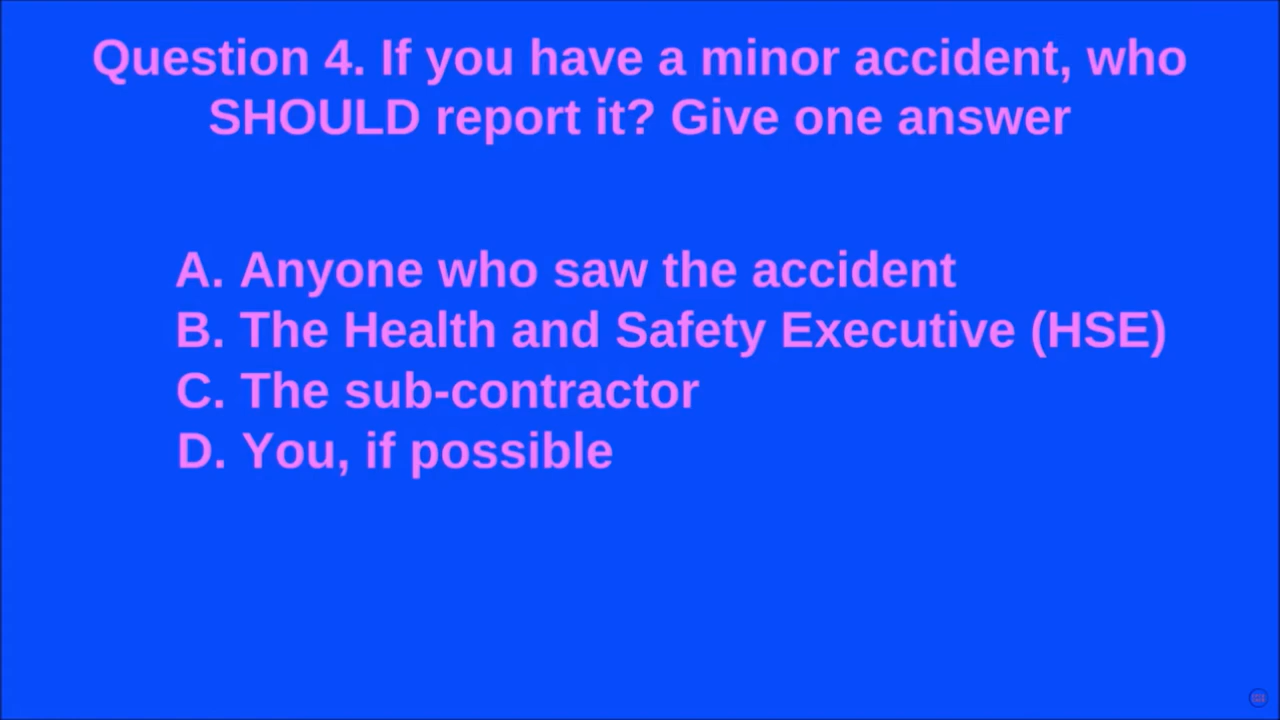 Question 4. If you have a minor accident, who
SHOULD report it? Give one answer
A. Anyone who saw the accident
B. The Health and Safety Executive (HSE)
C. The sub-contractor
D. You, if possible